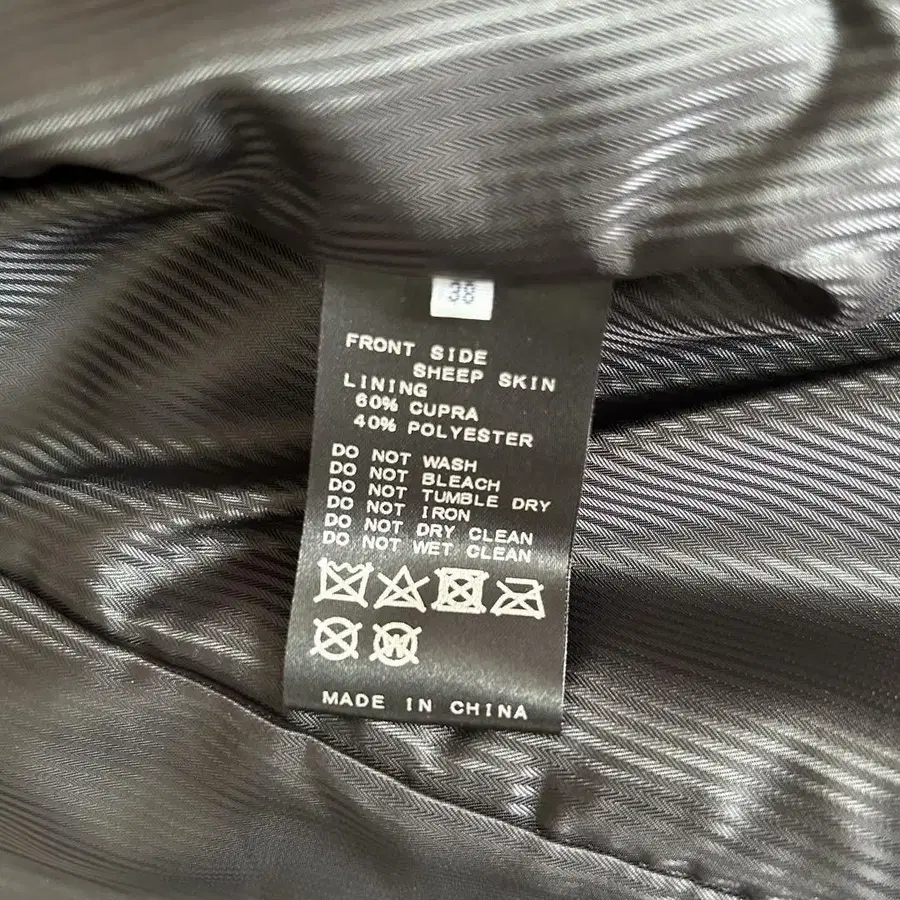 38
FRONT SIDE
SHEEP SKIN
LINING
60% CUPRA
40% POLYESTER
DO NOT WASH
DO NOT BLEACH
DO NOT TUMBLE DRY
DO NOT IRON
DO NOT DRY CLEAN
DO NOT WET CLEAN
W
MADE IN CHINA